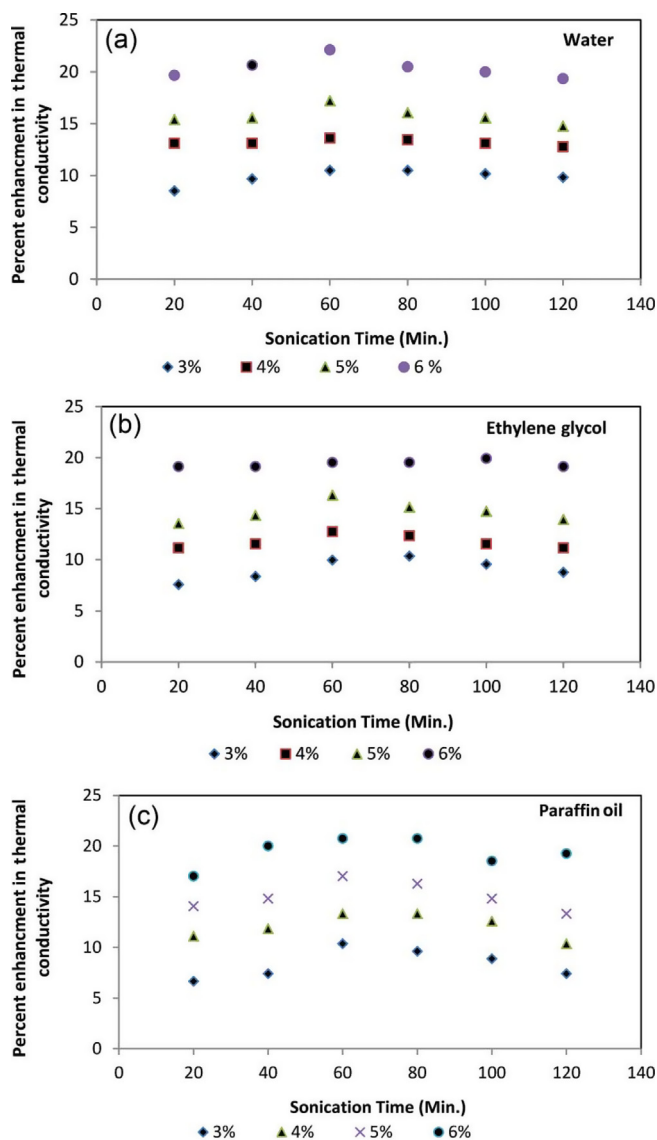 (a)
Water
Percent enhancment in thermal
conductivity
25
20
15
10
5
0
0 20 40 60 80 100 120 140
Sonication Time (Min.)
3% 4% 5% 6 %
(b)
Ethylene glycol
Percent enhancment in thermal
conductivity
25
20
15
10
5
0
0 20 40 60 80 100 120 140
Sonication Time (Min.)
3% 4% 5% 6%
(c)
Paraffin oil
Percent enhancment in thermal
conductivity
25
20
15
10
5
0
0 20 40 60 80 100 120 140
Sonication Time (Min.)
3% 4% 5% 6%